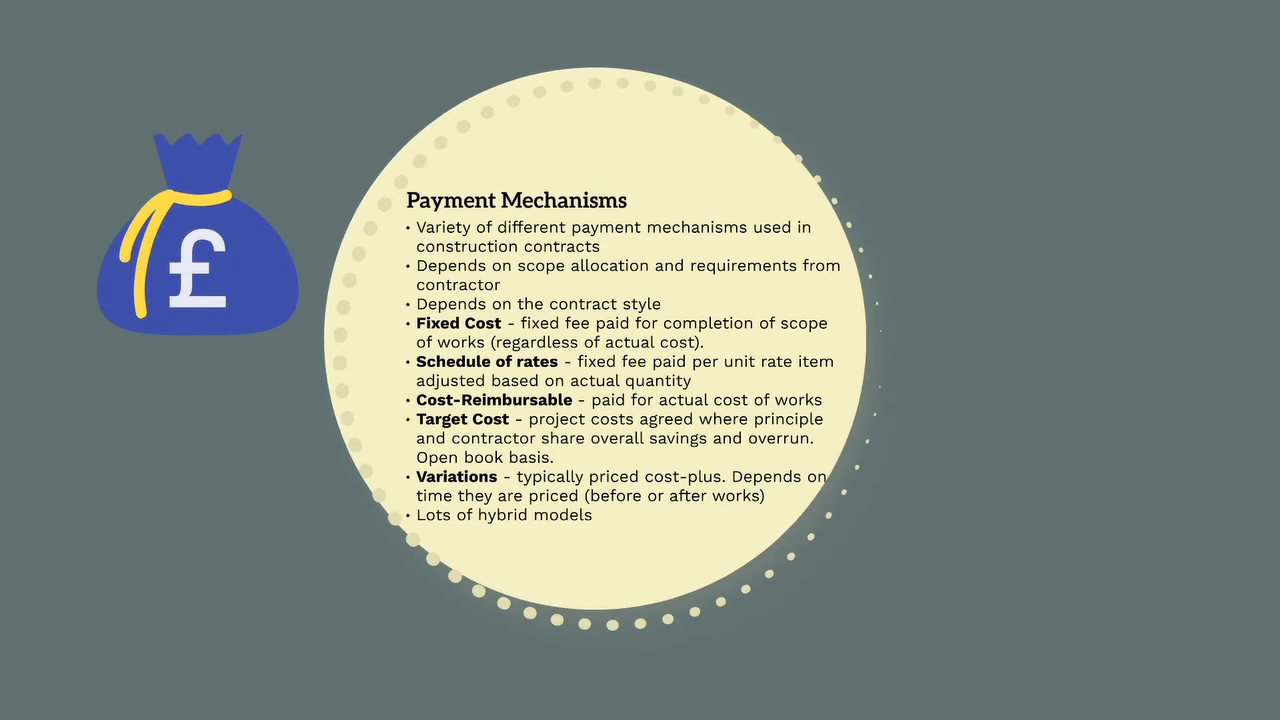 £
Payment Mechanisms
• Variety of different payment mechanisms used in
construction contracts
• Depends on scope allocation and requirements from
contractor
• Depends on the contract style
• Fixed Cost - fixed fee paid for completion of scope
of works (regardless of actual cost).
• Schedule of rates - fixed fee paid per unit rate item
adjusted based on actual quantity
• Cost-Reimbursable - paid for actual cost of works
• Target Cost - project costs agreed where principle
and contractor share overall savings and overrun.
Open book basis.
• Variations - typically priced cost-plus. Depends on
time they are priced (before or after works)
• Lots of hybrid models